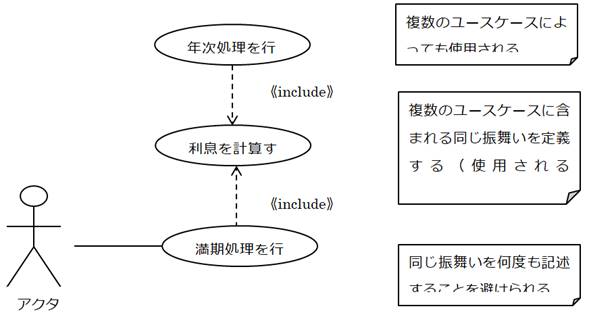 年次処理を行
《include》
利息を計算す
《include》
満期処理を行
アクタ
複数のユースケースによ
っても使用される
複数のユースケースに含
まれる同じ振舞いを定義
する(使用される
同じ振舞いを何度も記述
することを避けられる